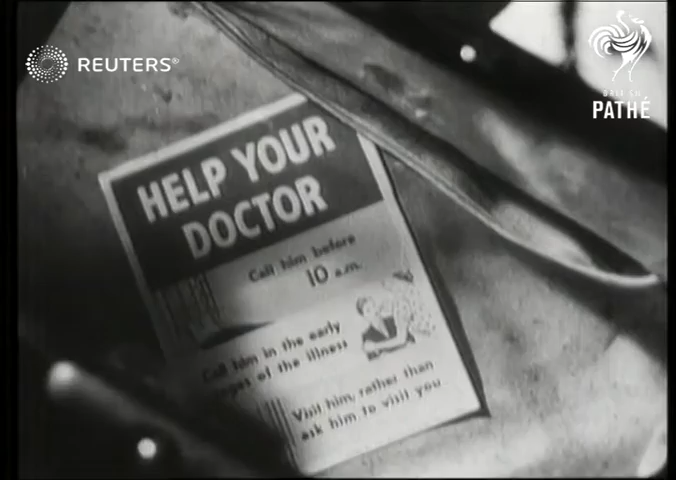 REUTERS®
BRITISH
PATHÉ
HELP YOUR
DOCTOR
Call him before
10 a.m.
Call him in the early
stages of the illness
Visit him, rather than
ask him to visit you